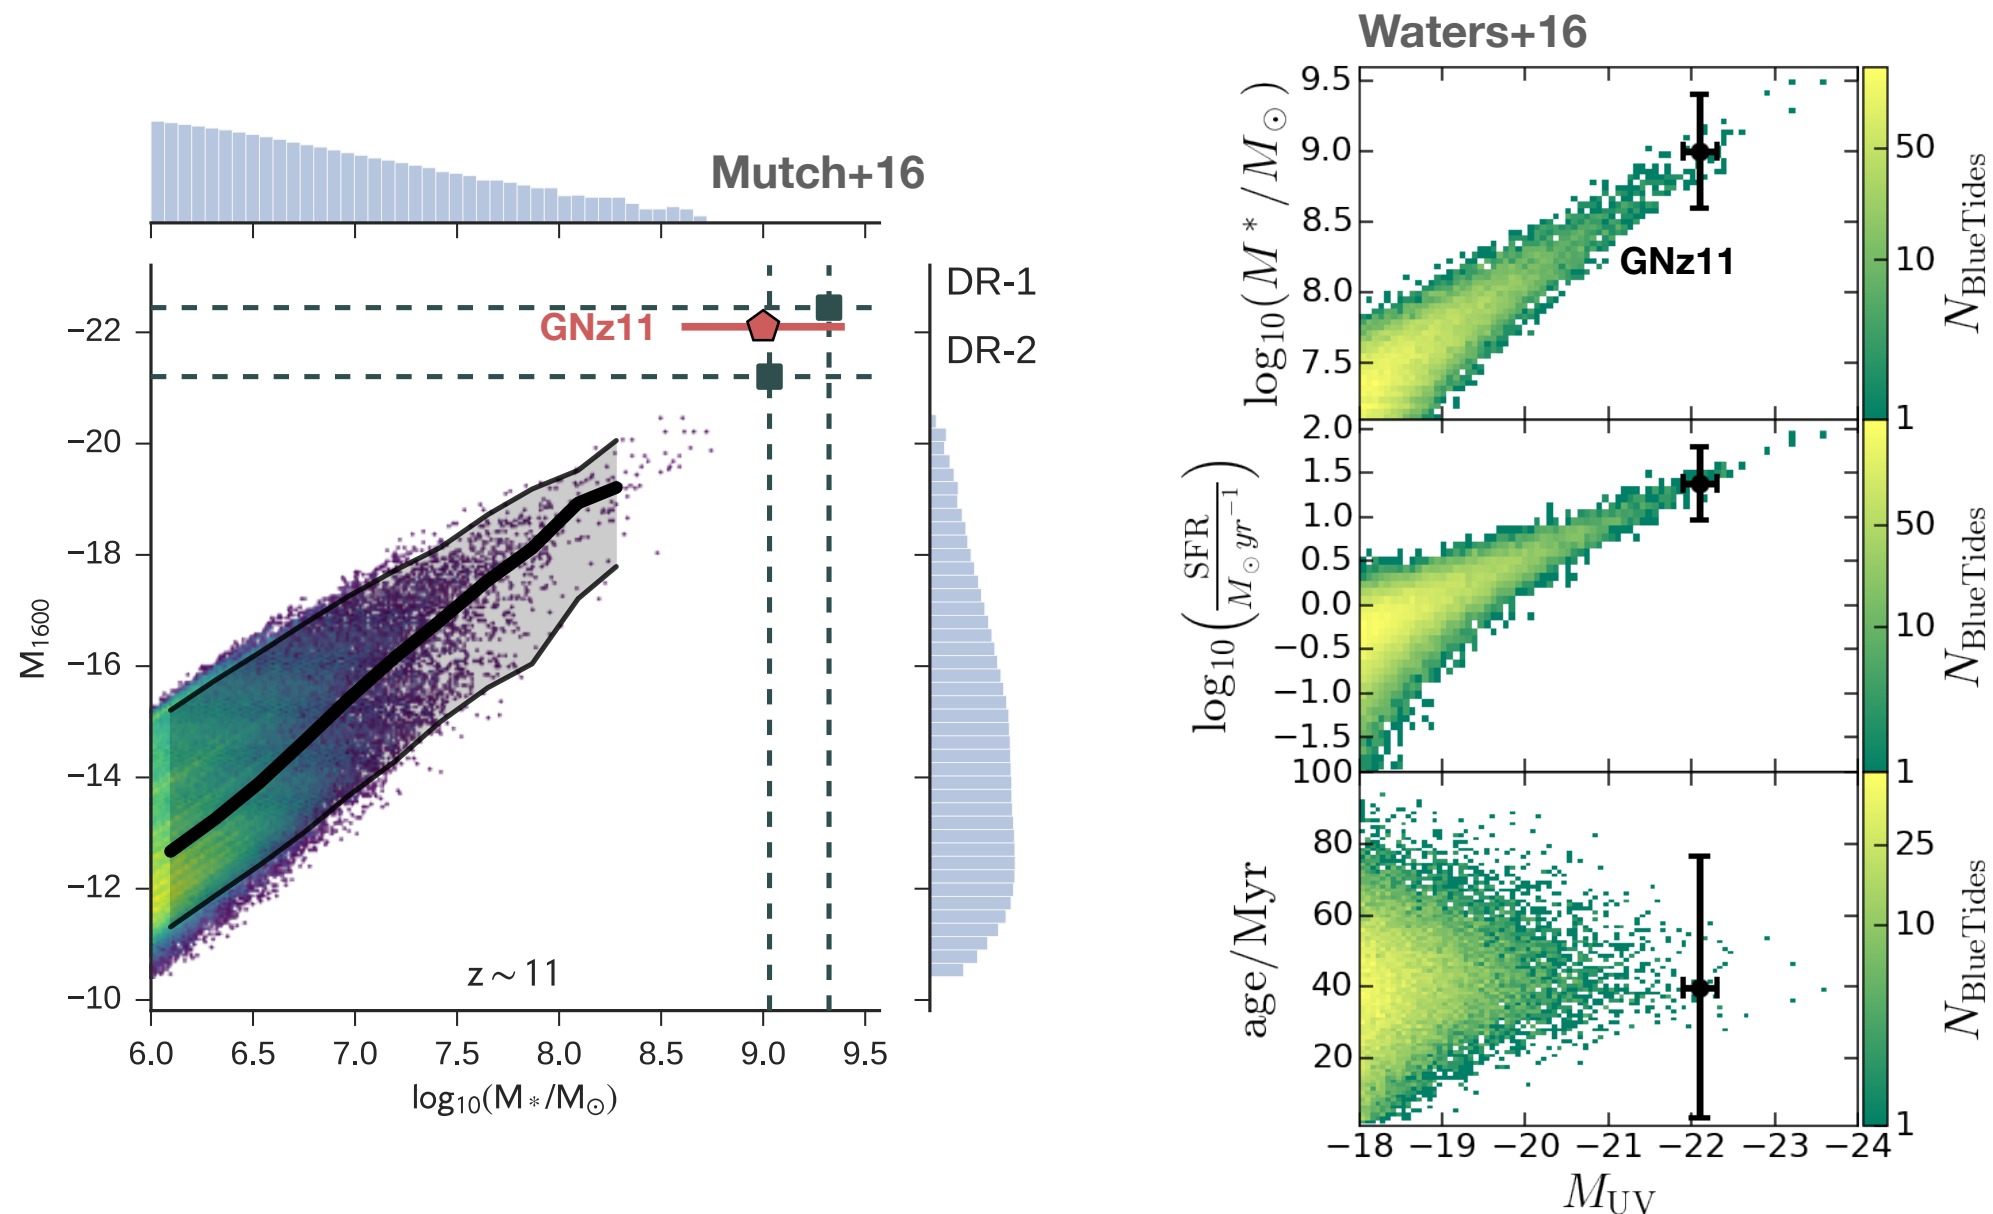 Mutch+16
DR-1
DR-2
GNz11
−22
−20
−18
−16
−14
−12
−10
M1600
z ~ 11
6.0 6.5 7.0 7.5 8.0 8.5 9.0 9.5
log10(M*/M⊙)
Waters+16
9.5
9.0
8.5
8.0
7.5
log10(M*/M⊙)
GNz11
50
10
1
NBlueTides
2.0
1.5
1.0
0.5
0.0
−0.5
−1.0
−1.5
log10(SFR/M⊙yr−1)
50
10
1
NBlueTides
100
80
60
40
20
age/Myr
25
10
1
NBlueTides
−18 −19 −20 −21 −22 −23 −24
MUV